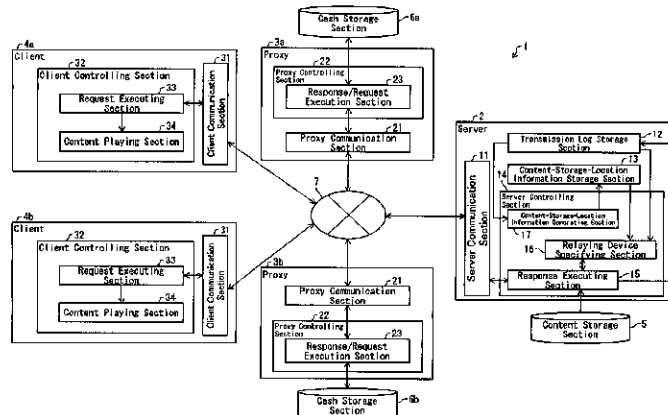 Cash Storage
Section
6a
4a
Client
32
Client Controlling Section
33
Request Executing
Section
34
Content Playing Section
31
Client Communication
Section
3a
Proxy
22
Proxy Controlling
Section
23
Response/Request
Execution Section
21
Proxy Communication
Section
1
2
Server
12
Transmission Log Storage
Section
13
Content-Storage-Location
Information Storage Section
11
Server Communication
Section
14
Server Controlling
Section
Content-Storage-Location
Information Generating Section
17
Relaying Device
Specifying Section
16
Response Executing
Section
15
Content Storage
Section
5
7
4b
Client
32
Client Controlling Section
33
Request Executing
Section
34
Content Playing Section
31
Client Communication
Section
3b
Proxy
21
Proxy Communication
Section
22
Proxy Controlling
Section
23
Response/Request
Execution Section
Cash Storage
Section
6b